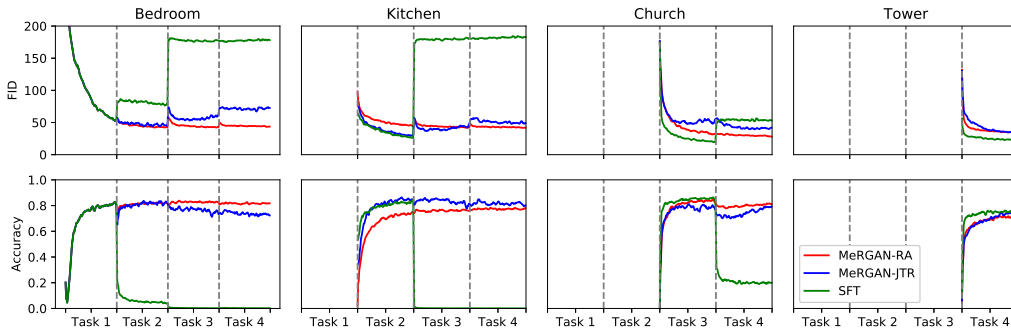 Bedroom Kitchen Church Tower
200
150
100
50
0
FID
1.0
0.8
0.6
0.4
0.2
0.0
Accuracy
MeRGAN-RA
MeRGAN-JTR
SFT
Task 1 Task 2 Task 3 Task 4 Task 1 Task 2 Task 3 Task 4 Task 1 Task 2 Task 3 Task 4 Task 1 Task 2 Task 3 Task 4